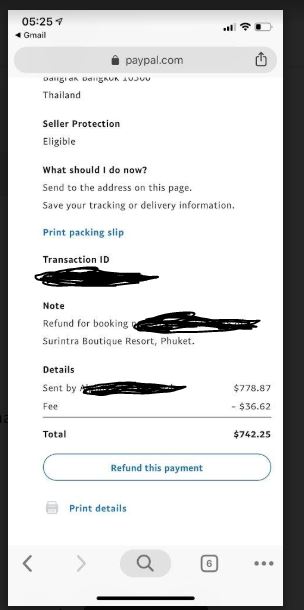 05:25
Gmail
paypal.com
Bangrak Bangkok 10500
Thailand
Seller Protection
Eligible
What should I do now?
Send to the address on this page.
Save your tracking or delivery information.
Print packing slip
Transaction ID
Note
Refund for booking
Surintra Boutique Resort, Phuket.
Details
Sent by $778.87
Fee - $36.62
Total $742.25
Refund this payment
Print details
6